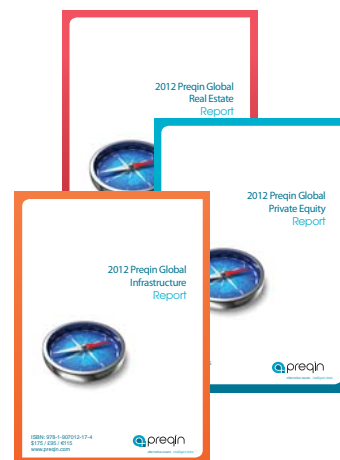 2012 Preqin Global
Real Estate
Report
2012 Preqin Global
Private Equity
Report
preqin
2012 Preqin Global
Infrastructure
Report
ISBN: 978-1-907012-17-4
$175 / £95 / €115
www.preqin.com
preqin